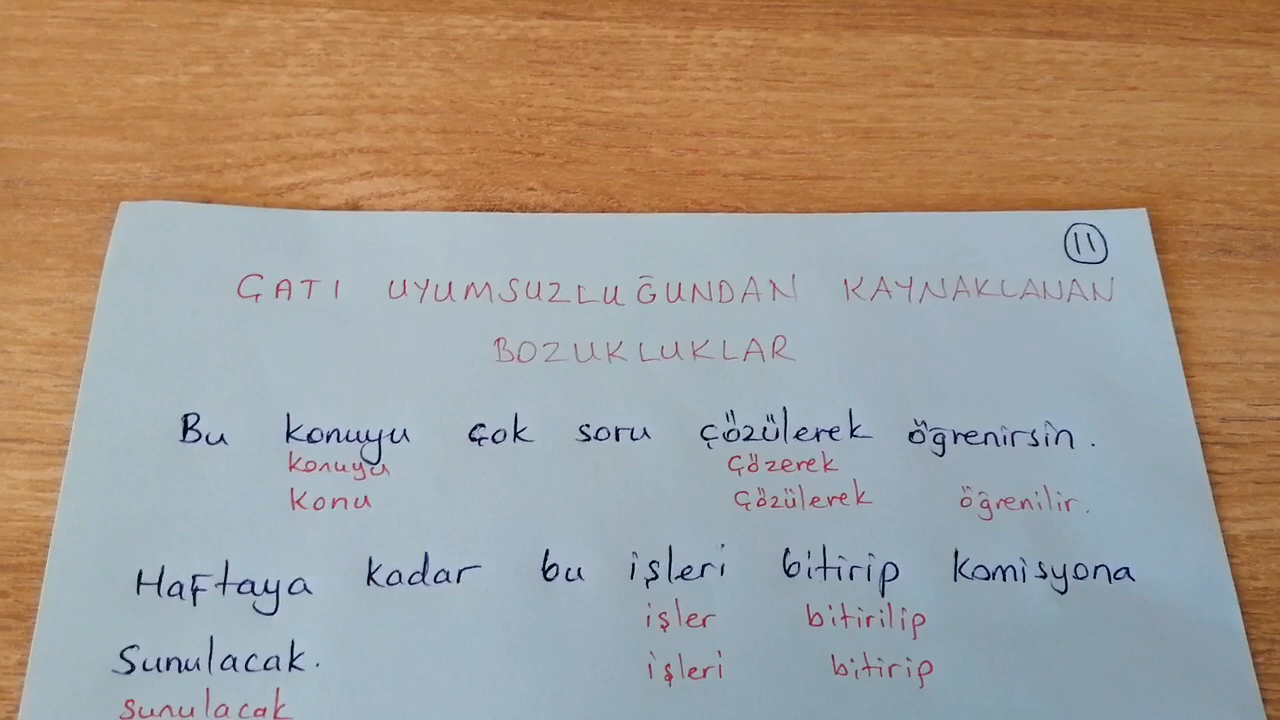 11
ÇATI UYUMSUZLUĞUNDAN KAYNAKLANAN
BOZUKLUKLAR
Bu konuyu çok soru çözülerek öğrenirsin.
konuyu çözerek
konu çözülerek öğrenilir.
Haftaya kadar bu işleri bitirip komisyona
işler bitirilip
sunulacak. işleri bitirip
sunulacak